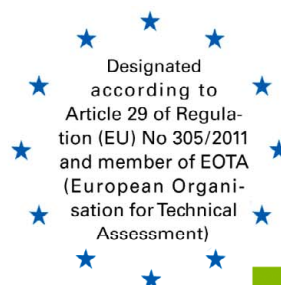 Designated
according to
Article 29 of Regula-
tion (EU) No 305/2011
and member of EOTA
(European Organi-
sation for Technical
Assessment)